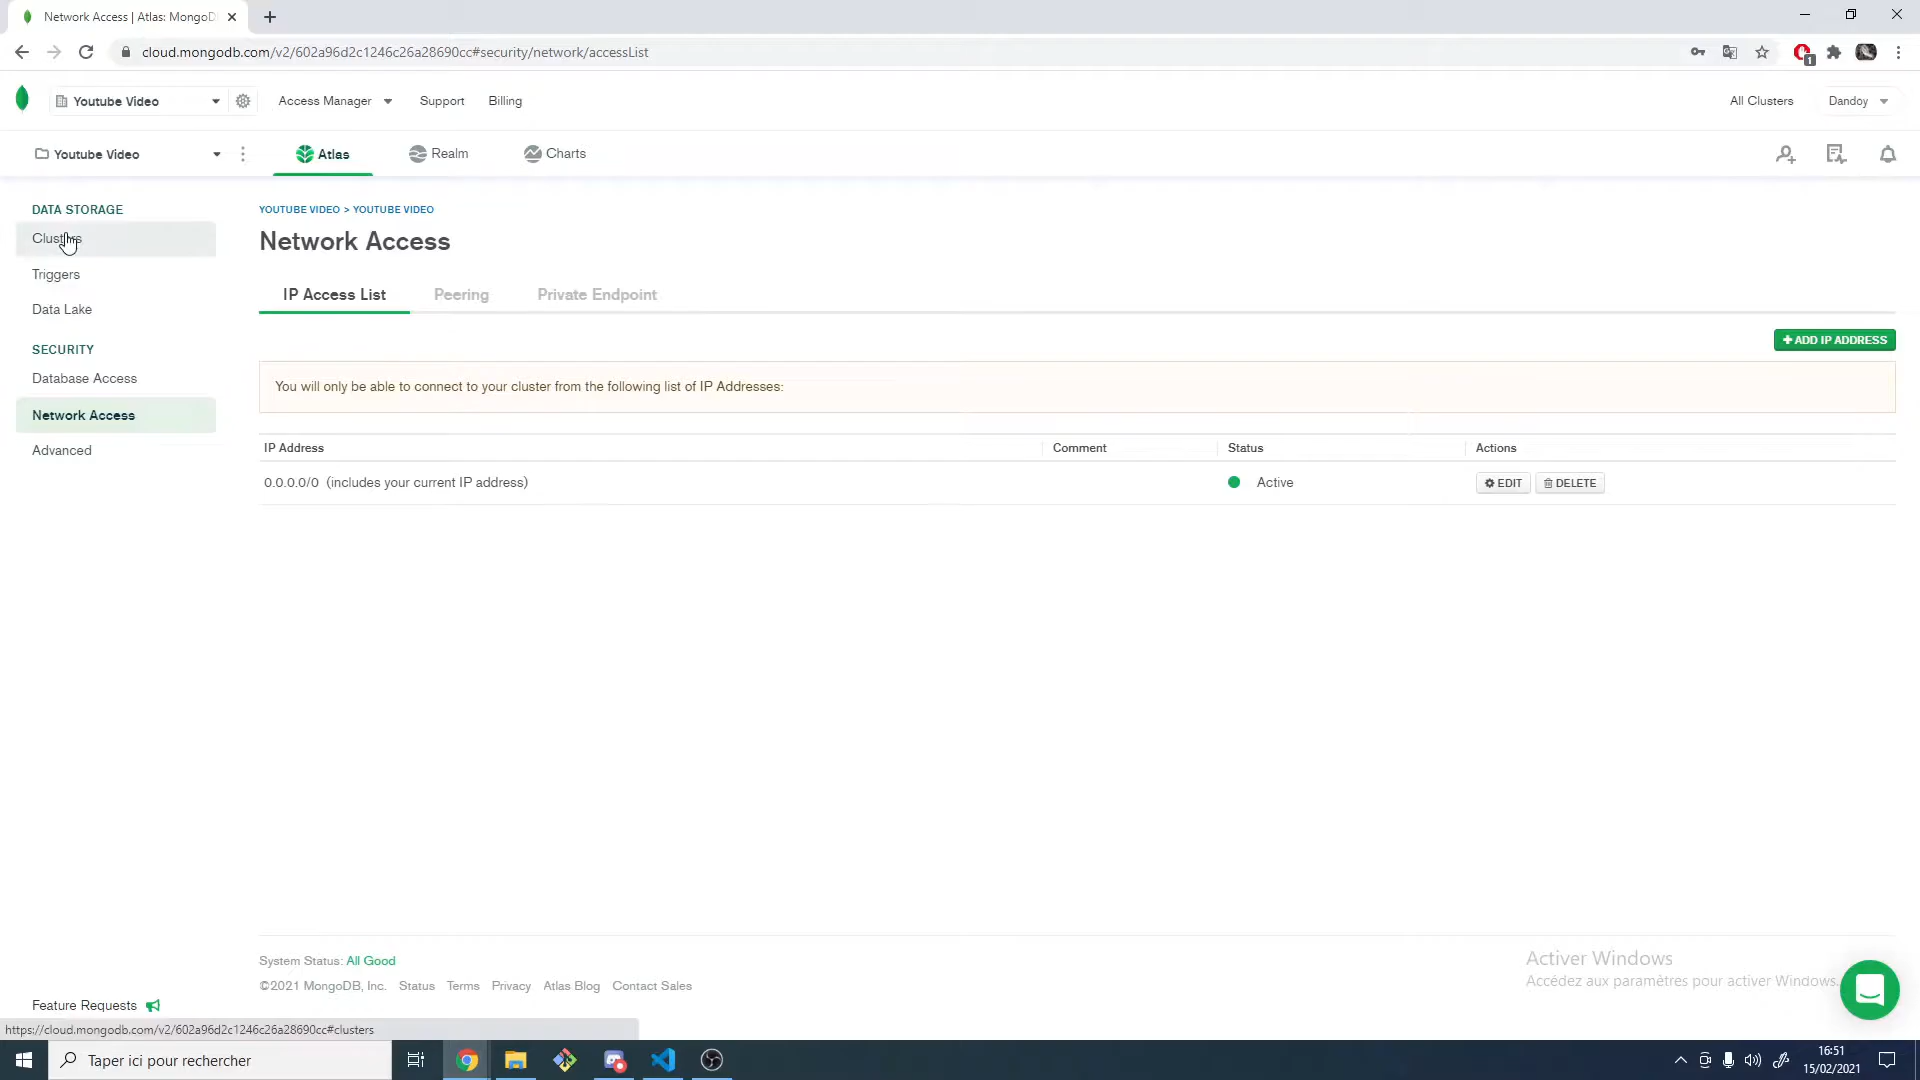 Network Access | Atlas: MongoD
cloud.mongodb.com/v2/602a96d2c1246c26a28690cc#security/network/accessList
1
Youtube Video
Access Manager
Support
Billing
All Clusters
Dandoy
Youtube Video
Atlas
Realm
Charts
DATA STORAGE
Clusters
Triggers
Data Lake
SECURITY
Database Access
Network Access
Advanced
YOUTUBE VIDEO > YOUTUBE VIDEO
Network Access
IP Access List
Peering
Private Endpoint
+ ADD IP ADDRESS
You will only be able to connect to your cluster from the following list of IP Addresses:
IP Address
Comment
Status
Actions
0.0.0.0/0 (includes your current IP address)
Active
EDIT
DELETE
System Status: All Good
©2021 MongoDB, Inc. Status Terms Privacy Atlas Blog Contact Sales
Activer Windows
Accédez aux paramètres pour activer Windows.
Feature Requests
https://cloud.mongodb.com/v2/602a96d2c1246c26a28690cc#clusters
Taper ici pour rechercher
16:51
15/02/2021